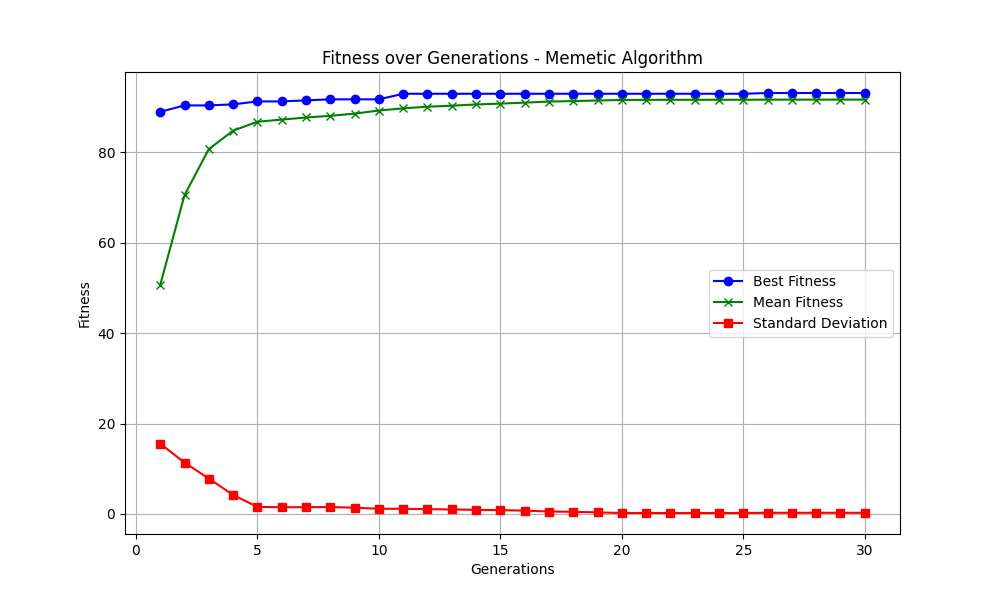 Fitness over Generations - Memetic Algorithm
Fitness
80
60
40
20
0
Best Fitness
Mean Fitness
Standard Deviation
0 5 10 15 20 25 30
Generations